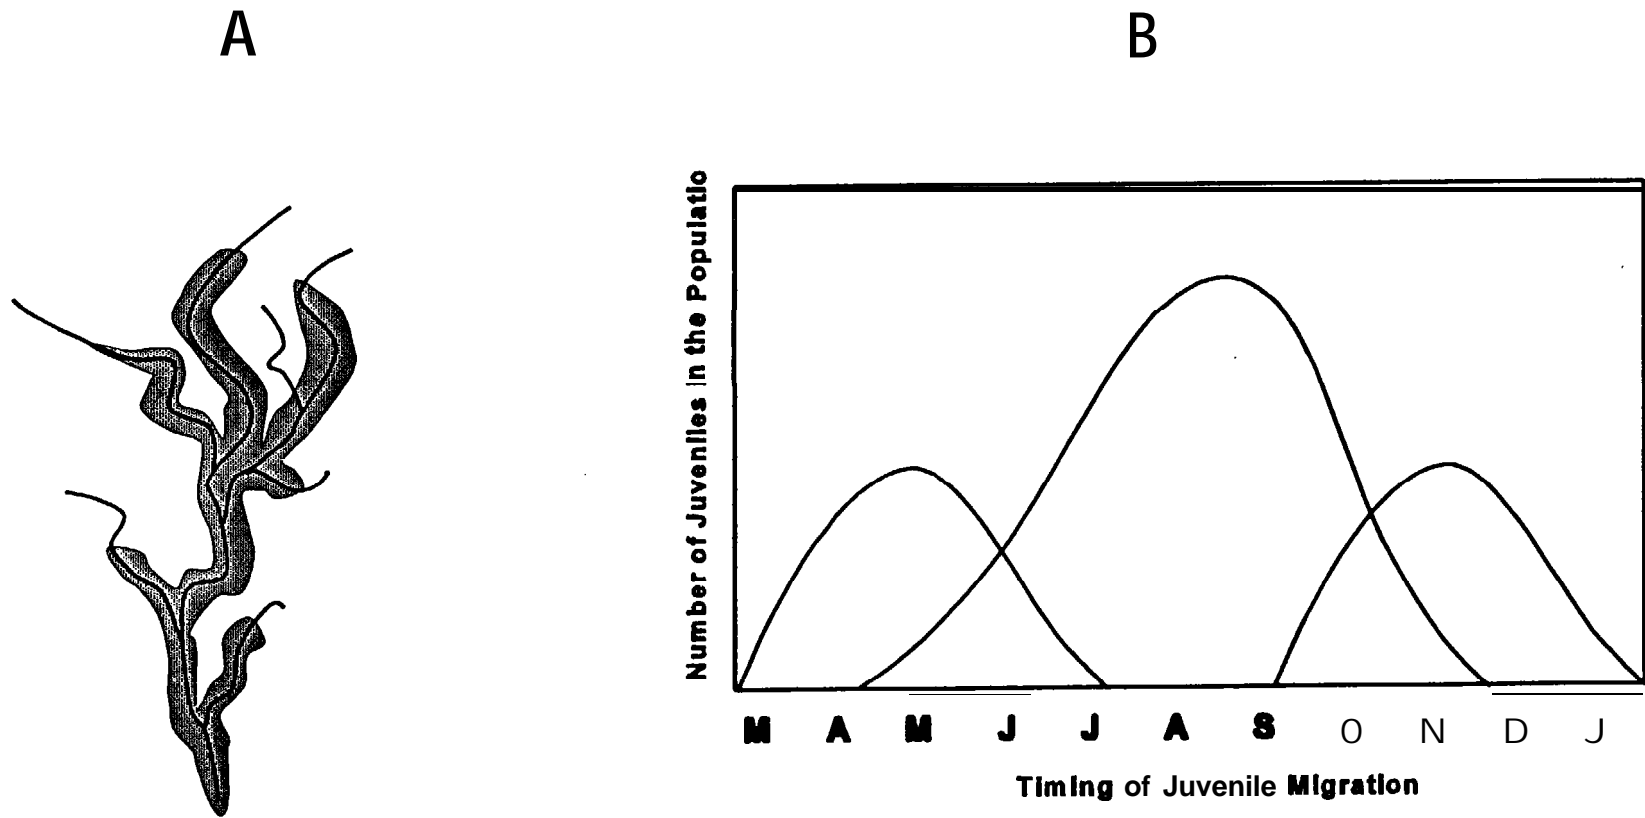 A
B
Number of Juveniles in the Populatio
M A M J J A S O N D J
Timing of Juvenile Migration